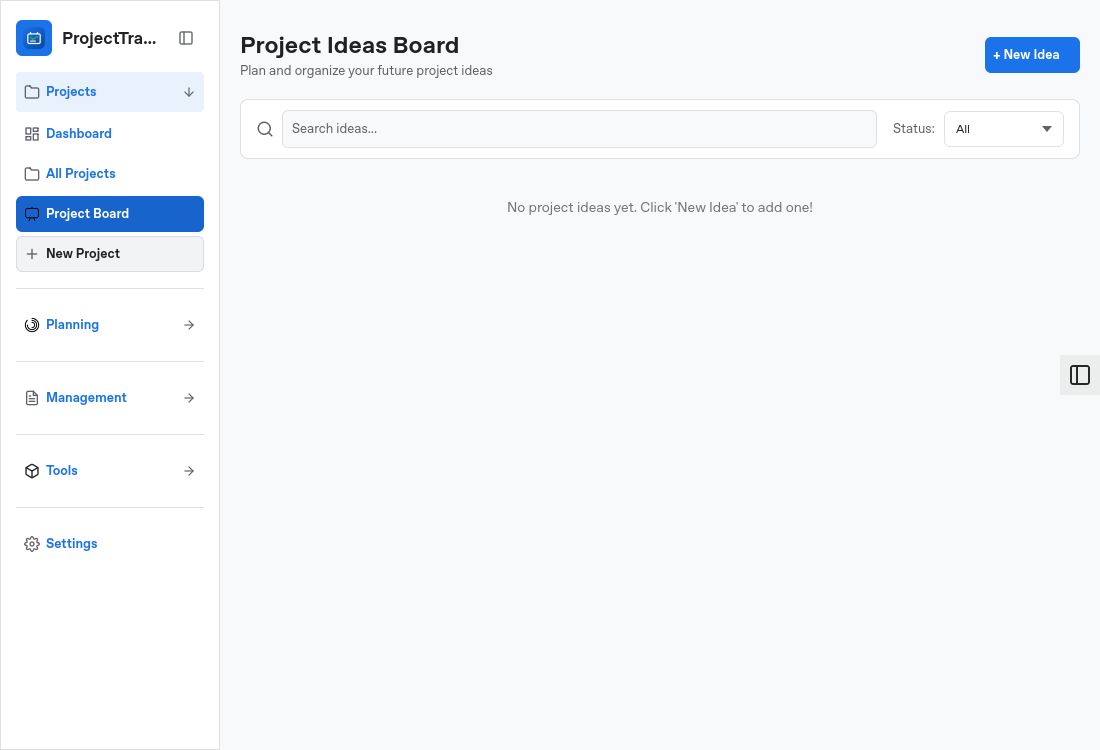 ProjectTra...
Projects
Dashboard
All Projects
Project Board
New Project
Planning
Management
Tools
Settings
Project Ideas Board
Plan and organize your future project ideas
+ New Idea
Search ideas...
Status:
All
No project ideas yet. Click 'New Idea' to add one!